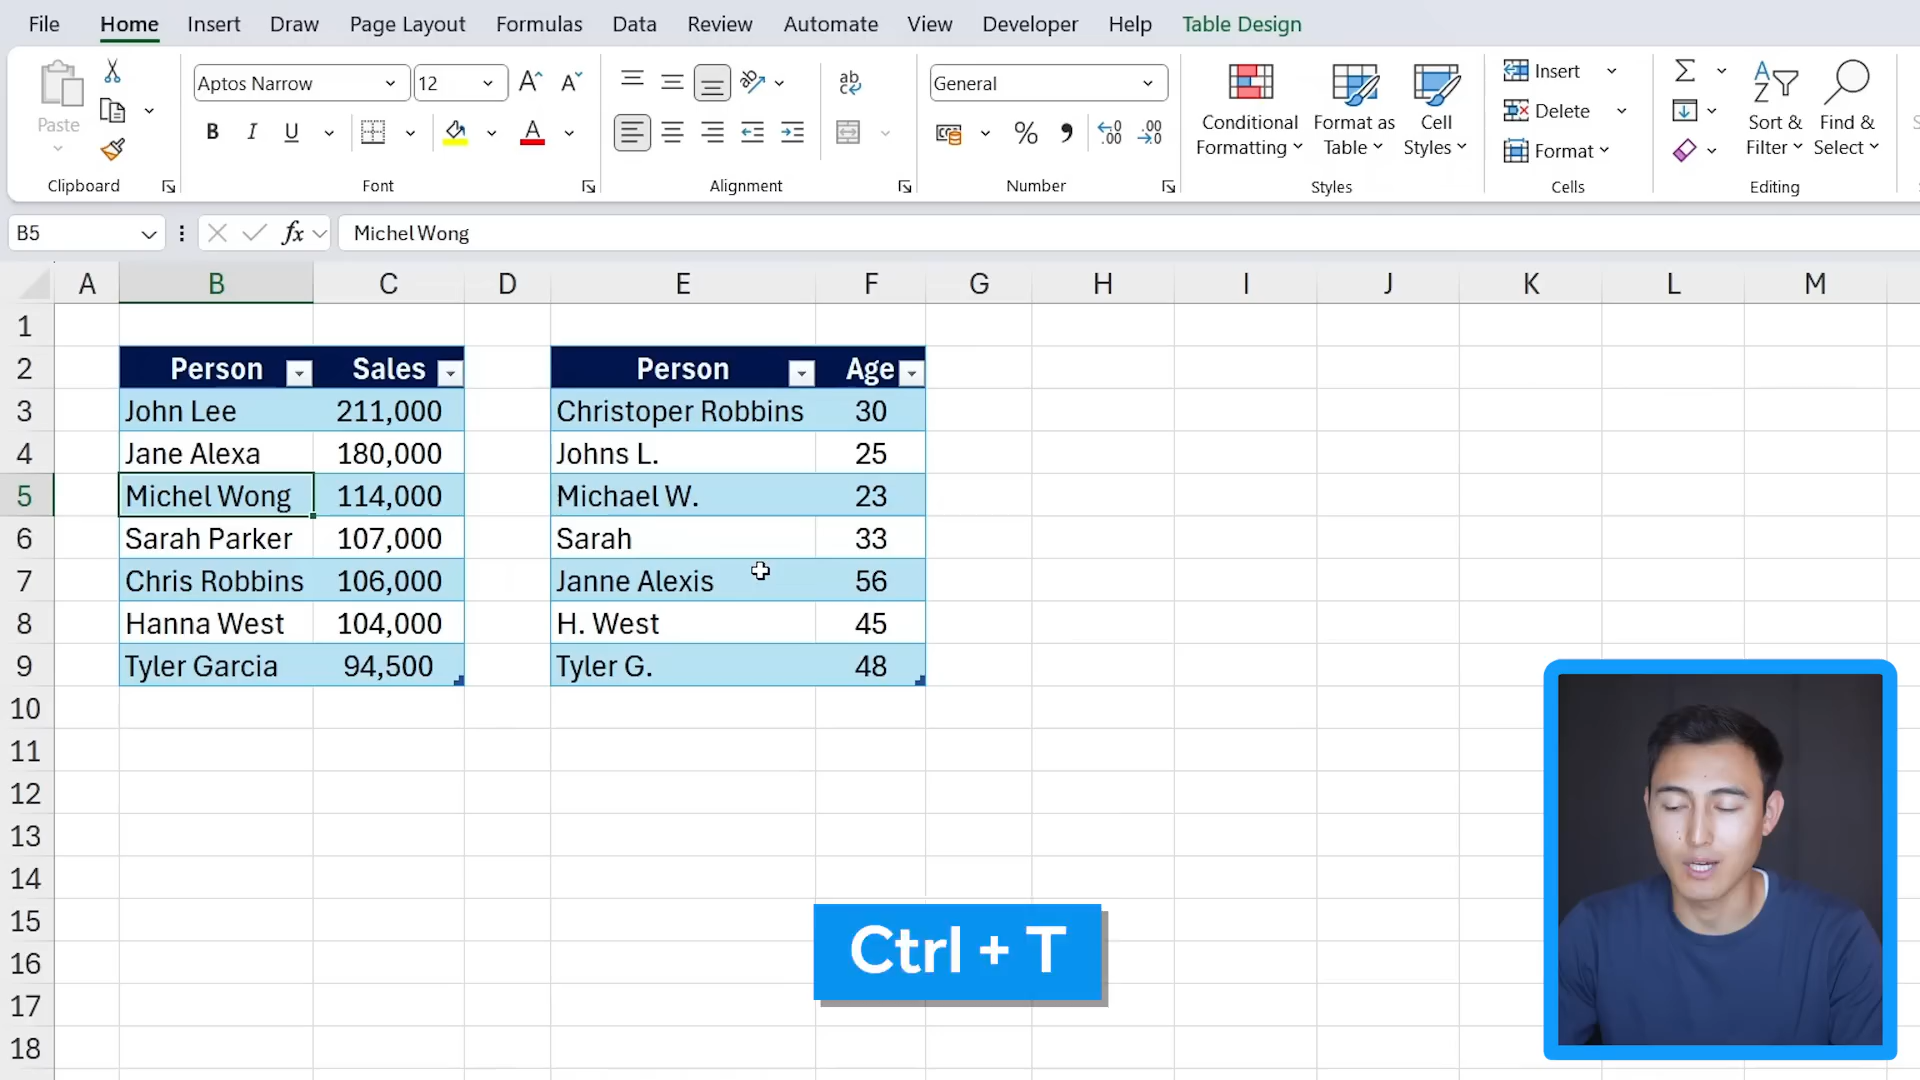 File Home Insert Draw Page Layout Formulas Data Review Automate View Developer Help Table Design
Paste
Clipboard
Aptos Narrow 12
B I U
Font
Alignment
General
Number
Conditional Formatting
Format as Table
Cell Styles
Styles
Insert
Delete
Format
Cells
Sort & Filter
Find & Select
Editing
B5 fx Michel Wong
A B C D E F G H I J K L M
1
2 Person Sales Person Age
3 John Lee 211,000 Christoper Robbins 30
4 Jane Alexa 180,000 Johns L. 25
5 Michel Wong 114,000 Michael W. 23
6 Sarah Parker 107,000 Sarah 33
7 Chris Robbins 106,000 Janne Alexis 56
8 Hanna West 104,000 H. West 45
9 Tyler Garcia 94,500 Tyler G. 48
10
11
12
13
14
15
16
17
18
Ctrl + T